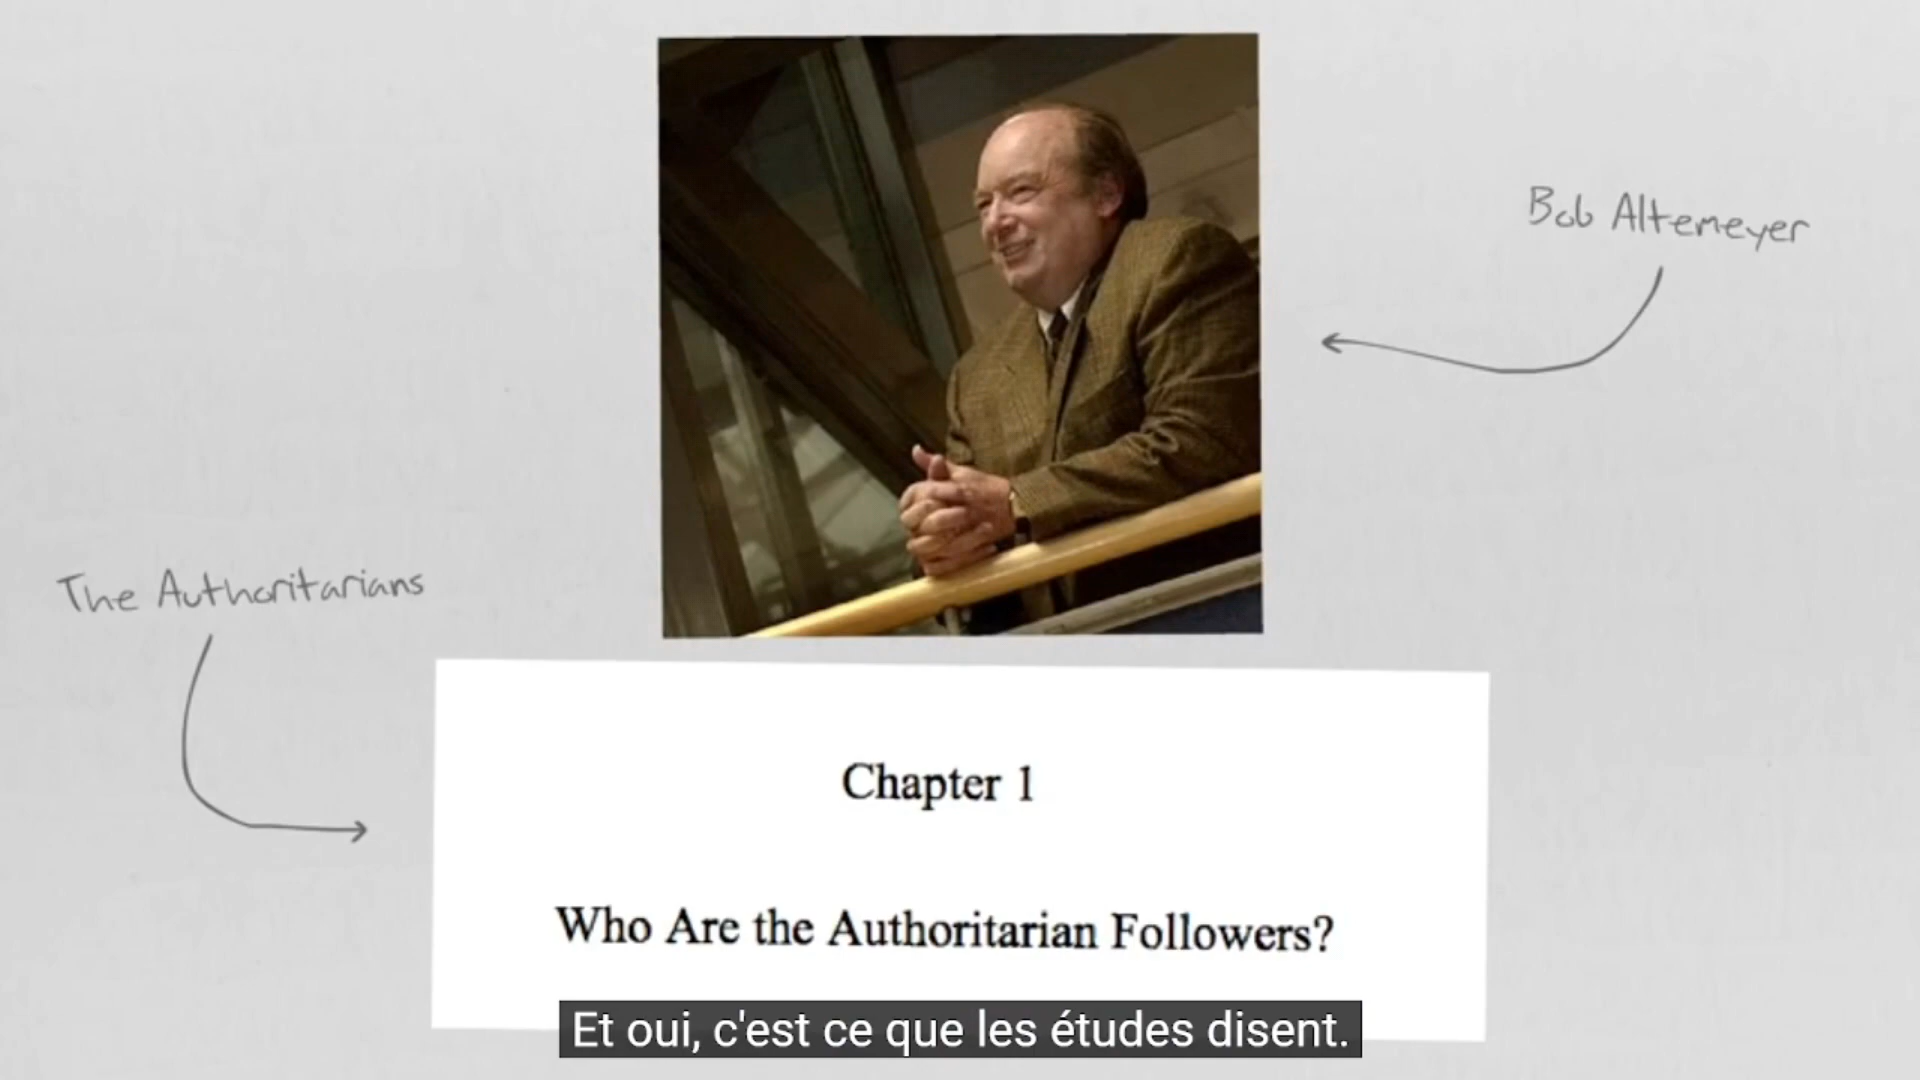 Bob Altemeyer
The Authoritarians
Chapter 1
Who Are the Authoritarian Followers?
Et oui, c'est ce que les études disent.